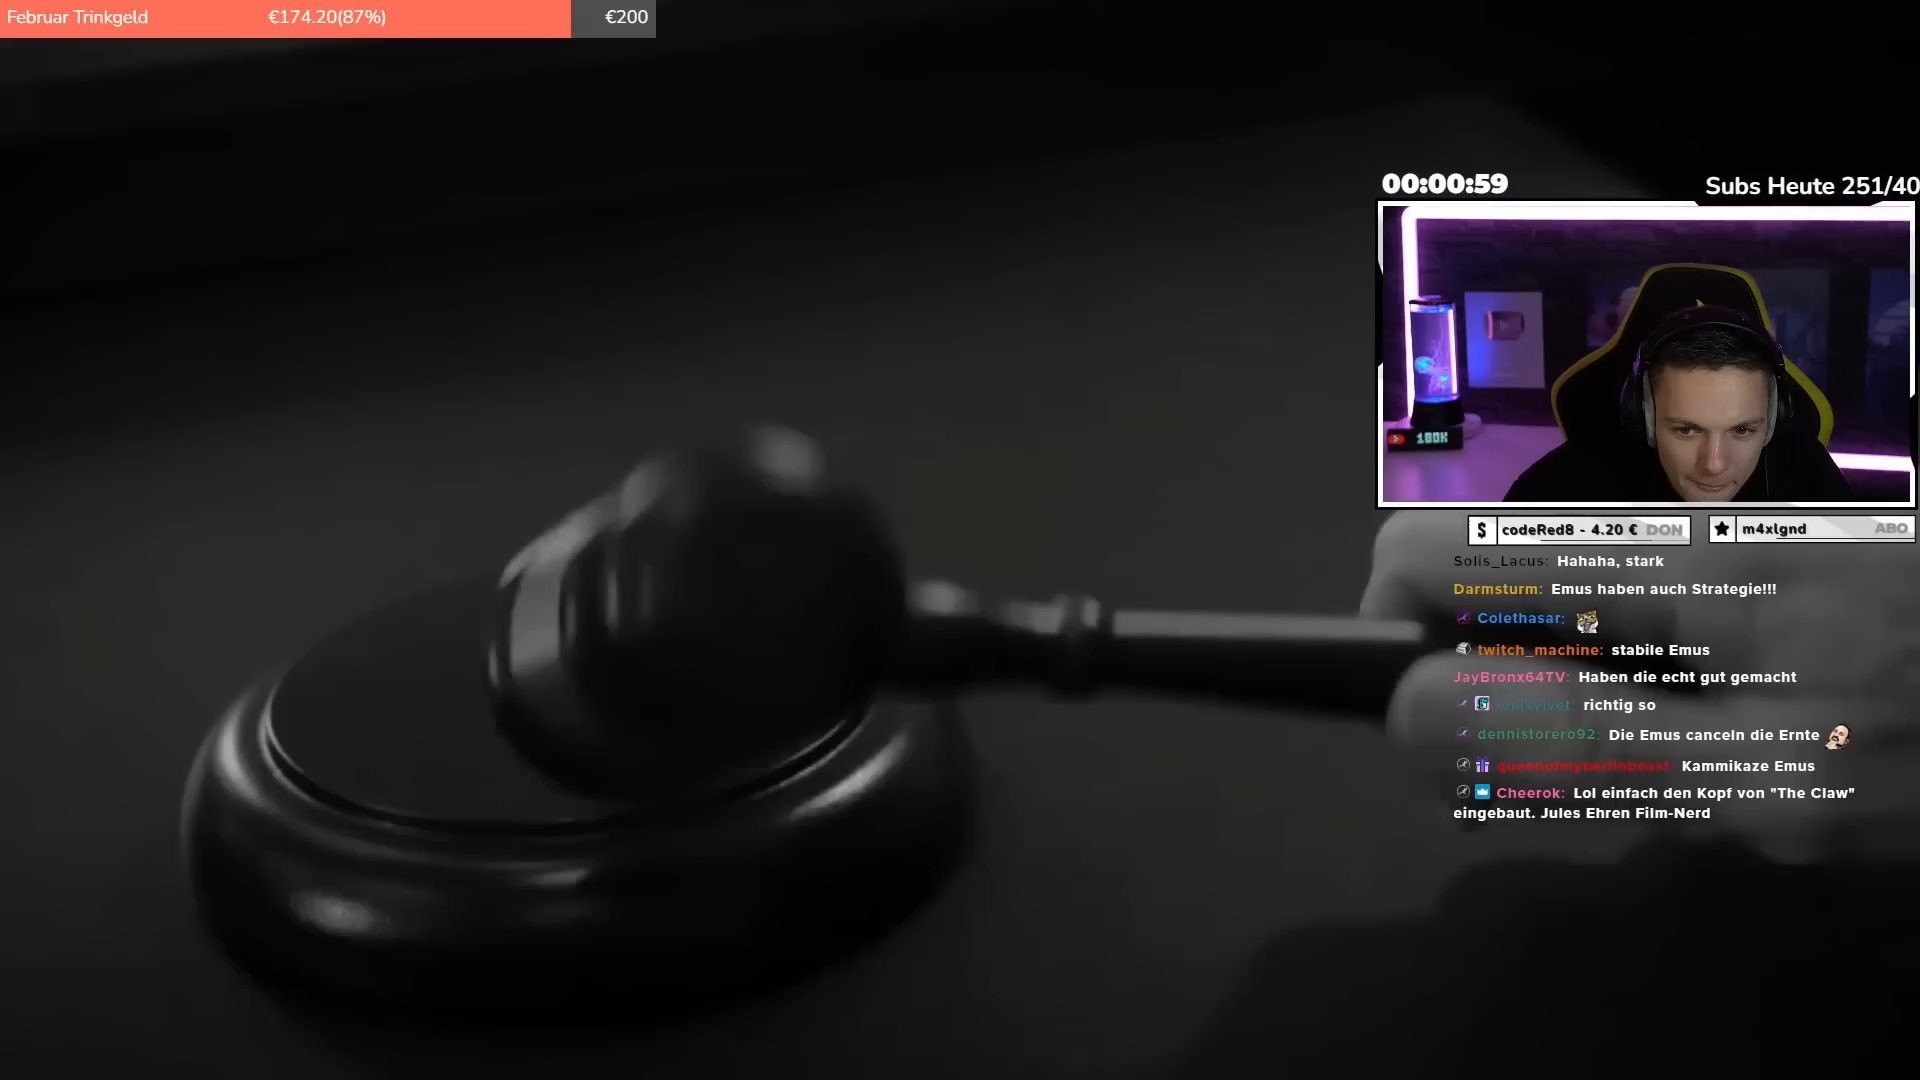 Februar Trinkgeld €174.20(87%) €200
00:00:59 Subs Heute 251/40
100K
$ codeRed8 - 4.20 € DON ★ m4xlgnd ABO
Solis_Lacus: Hahaha, stark
Darmsturm: Emus haben auch Strategie!!!
Colethasar:
twitch_machine: stabile Emus
JayBronx64TV: Haben die echt gut gemacht
richtig so
dennistorero92: Die Emus canceln die Ernte
queenofmyberlinbeast: Kammikaze Emus
Cheerok: Lol einfach den Kopf von "The Claw"
eingebaut. Jules Ehren Film-Nerd